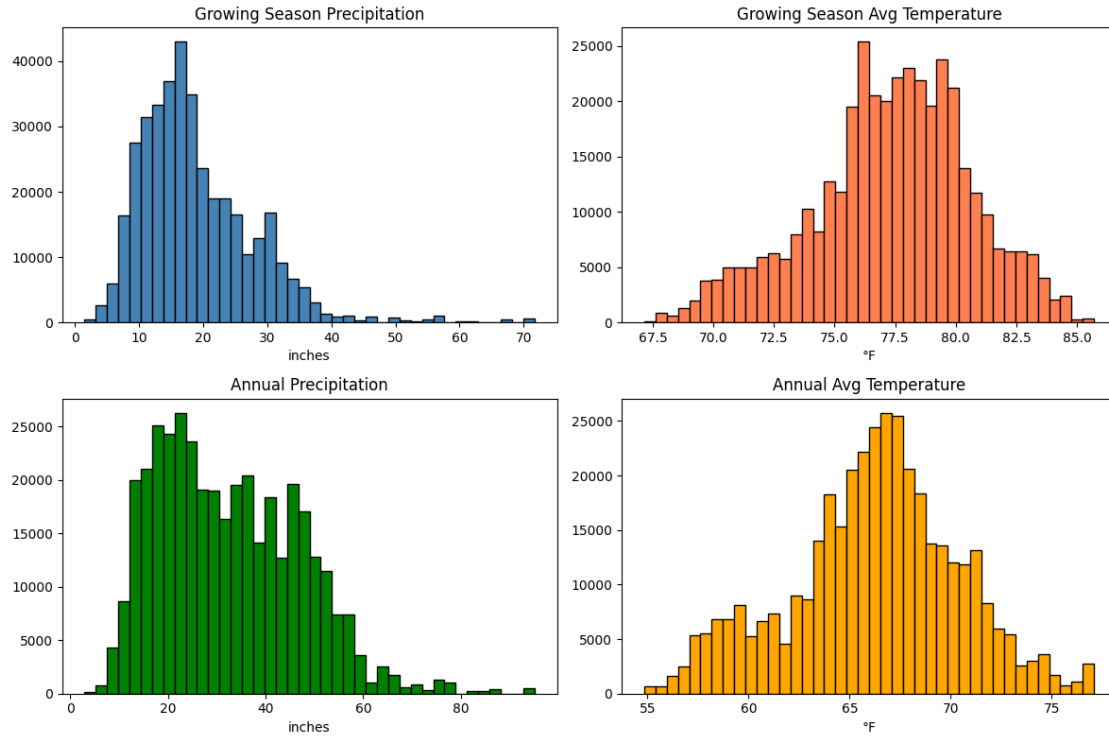 Growing Season Precipitation
40000
30000
20000
10000
0
0 10 20 30 40 50 60 70
inches
Growing Season Avg Temperature
25000
20000
15000
10000
5000
0
67.5 70.0 72.5 75.0 77.5 80.0 82.5 85.0
°F
Annual Precipitation
25000
20000
15000
10000
5000
0
0 20 40 60 80
inches
Annual Avg Temperature
25000
20000
15000
10000
5000
0
55 60 65 70 75
°F